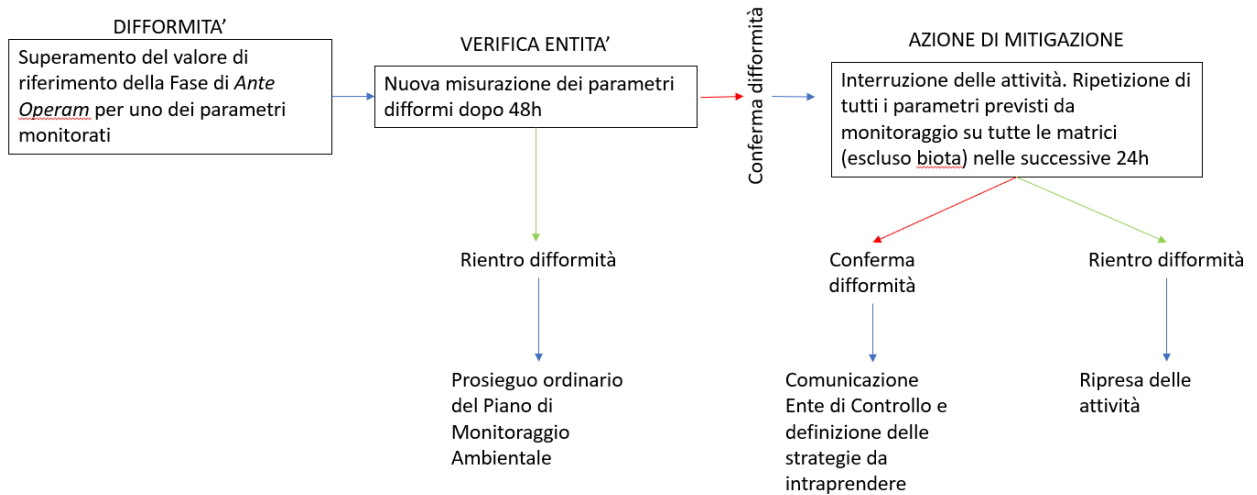 DIFFORMITA’
Superamento del valore di
riferimento della Fase di Ante
Operam per uno dei parametri
monitorati
VERIFICA ENTITA’
Nuova misurazione dei parametri
difformi dopo 48h
Conferma difformità
AZIONE DI MITIGAZIONE
Interruzione delle attività. Ripetizione di
tutti i parametri previsti da
monitoraggio su tutte le matrici
(escluso biota) nelle successive 24h
Rientro difformità
Prosieguo ordinario
del Piano di
Monitoraggio
Ambientale
Conferma
difformità
Comunicazione
Ente di Controllo e
definizione delle
strategie da
intraprendere
Rientro difformità
Ripresa delle
attività